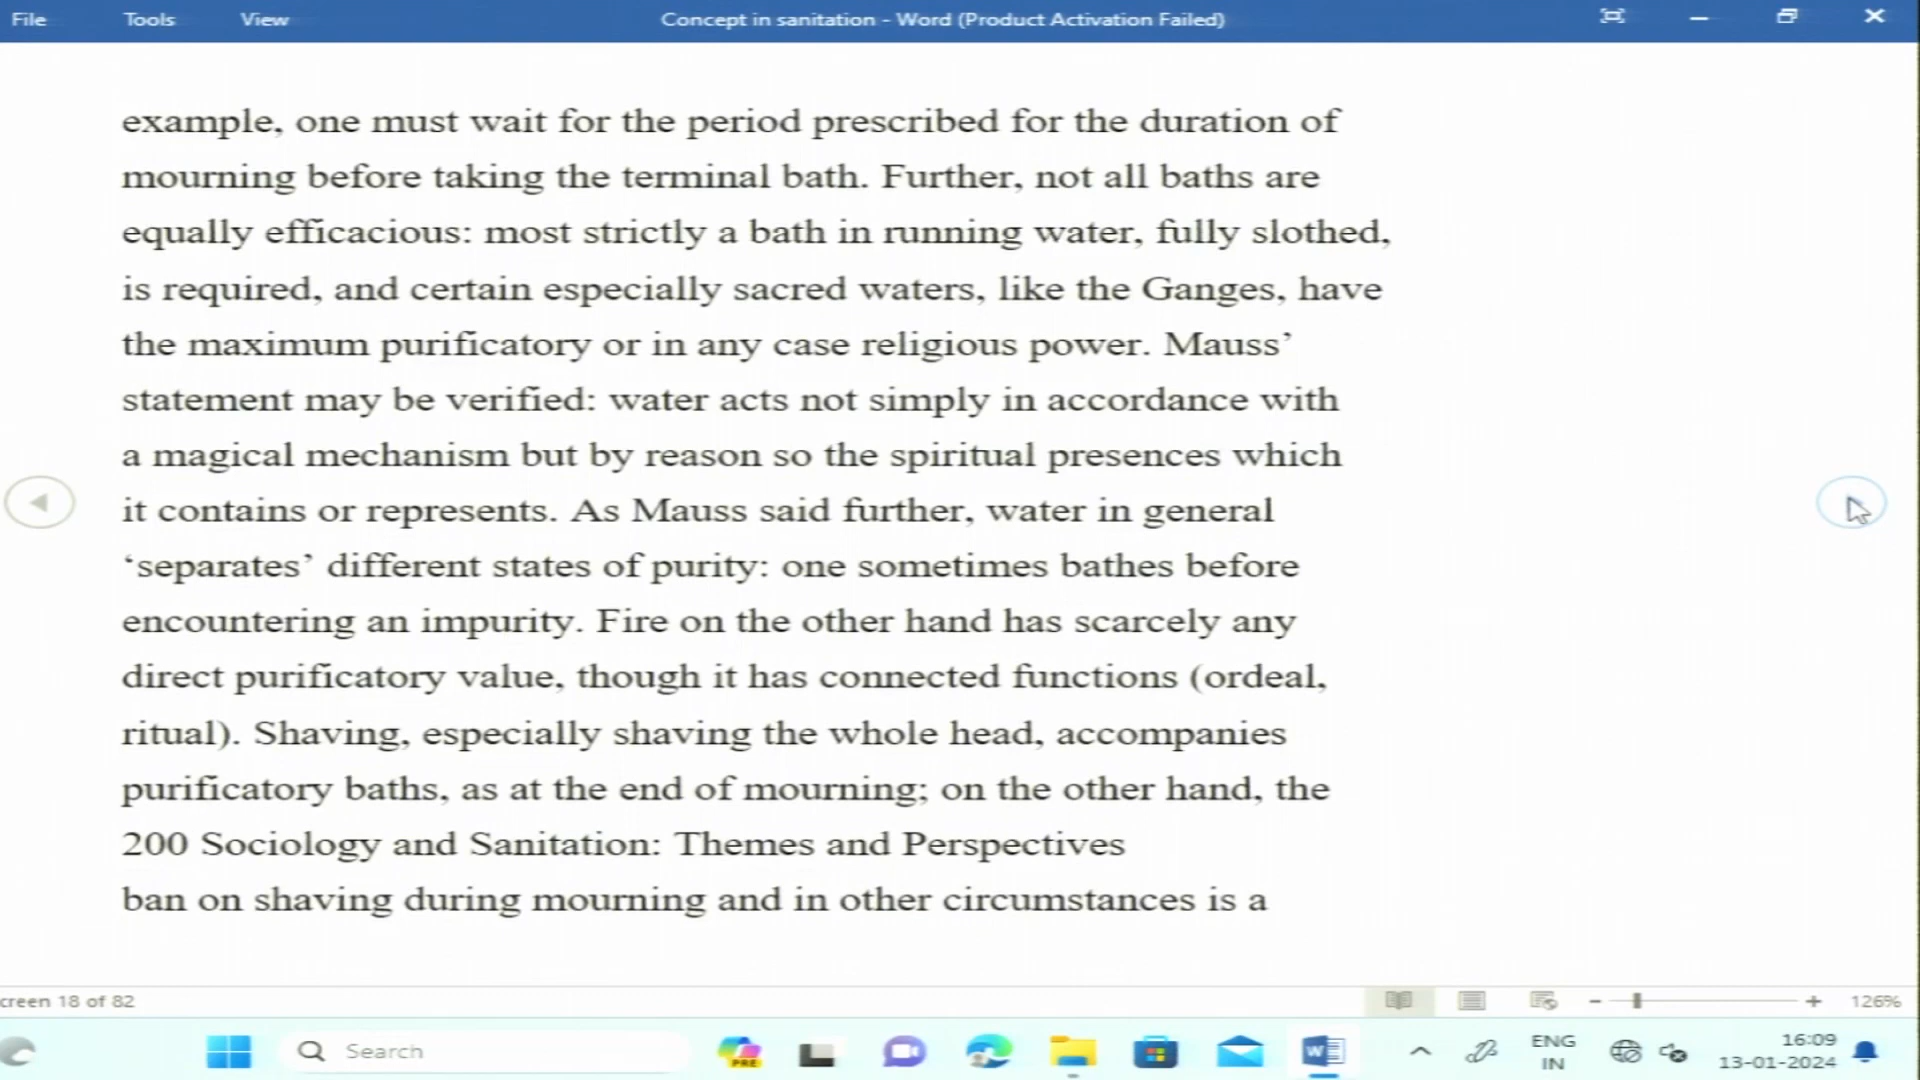 File Tools View Concept in sanitation - Word (Product Activation Failed)
example, one must wait for the period prescribed for the duration of
mourning before taking the terminal bath. Further, not all baths are
equally efficacious: most strictly a bath in running water, fully slothed,
is required, and certain especially sacred waters, like the Ganges, have
the maximum purificatory or in any case religious power. Mauss’
statement may be verified: water acts not simply in accordance with
a magical mechanism but by reason so the spiritual presences which
it contains or represents. As Mauss said further, water in general
‘separates’ different states of purity: one sometimes bathes before
encountering an impurity. Fire on the other hand has scarcely any
direct purificatory value, though it has connected functions (ordeal,
ritual). Shaving, especially shaving the whole head, accompanies
purificatory baths, as at the end of mourning; on the other hand, the
200 Sociology and Sanitation: Themes and Perspectives
ban on shaving during mourning and in other circumstances is a
creen 18 of 82 126%
Search PRE ENG 16:09
IN 13-01-2024